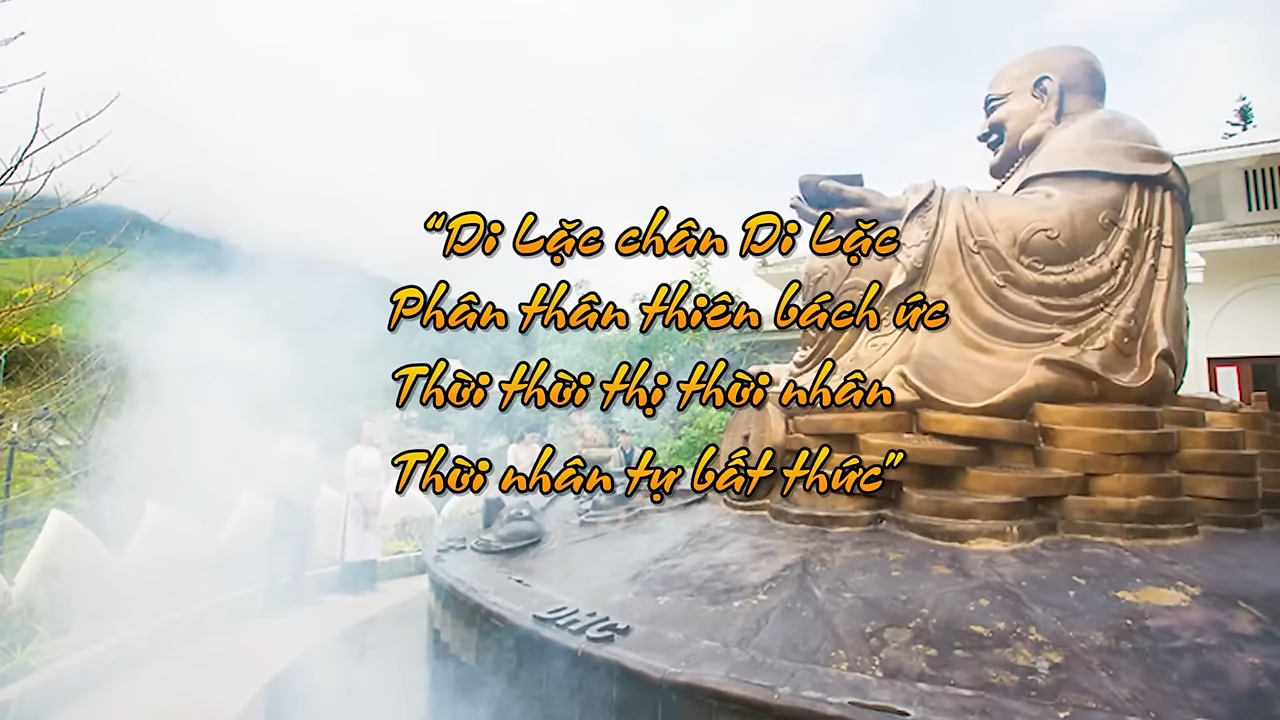 “Di Lặc chân Di Lặc
Phân thân thiên bách ức
Thời thời thị thời nhân
Thời nhân tự bất thức”
DHC